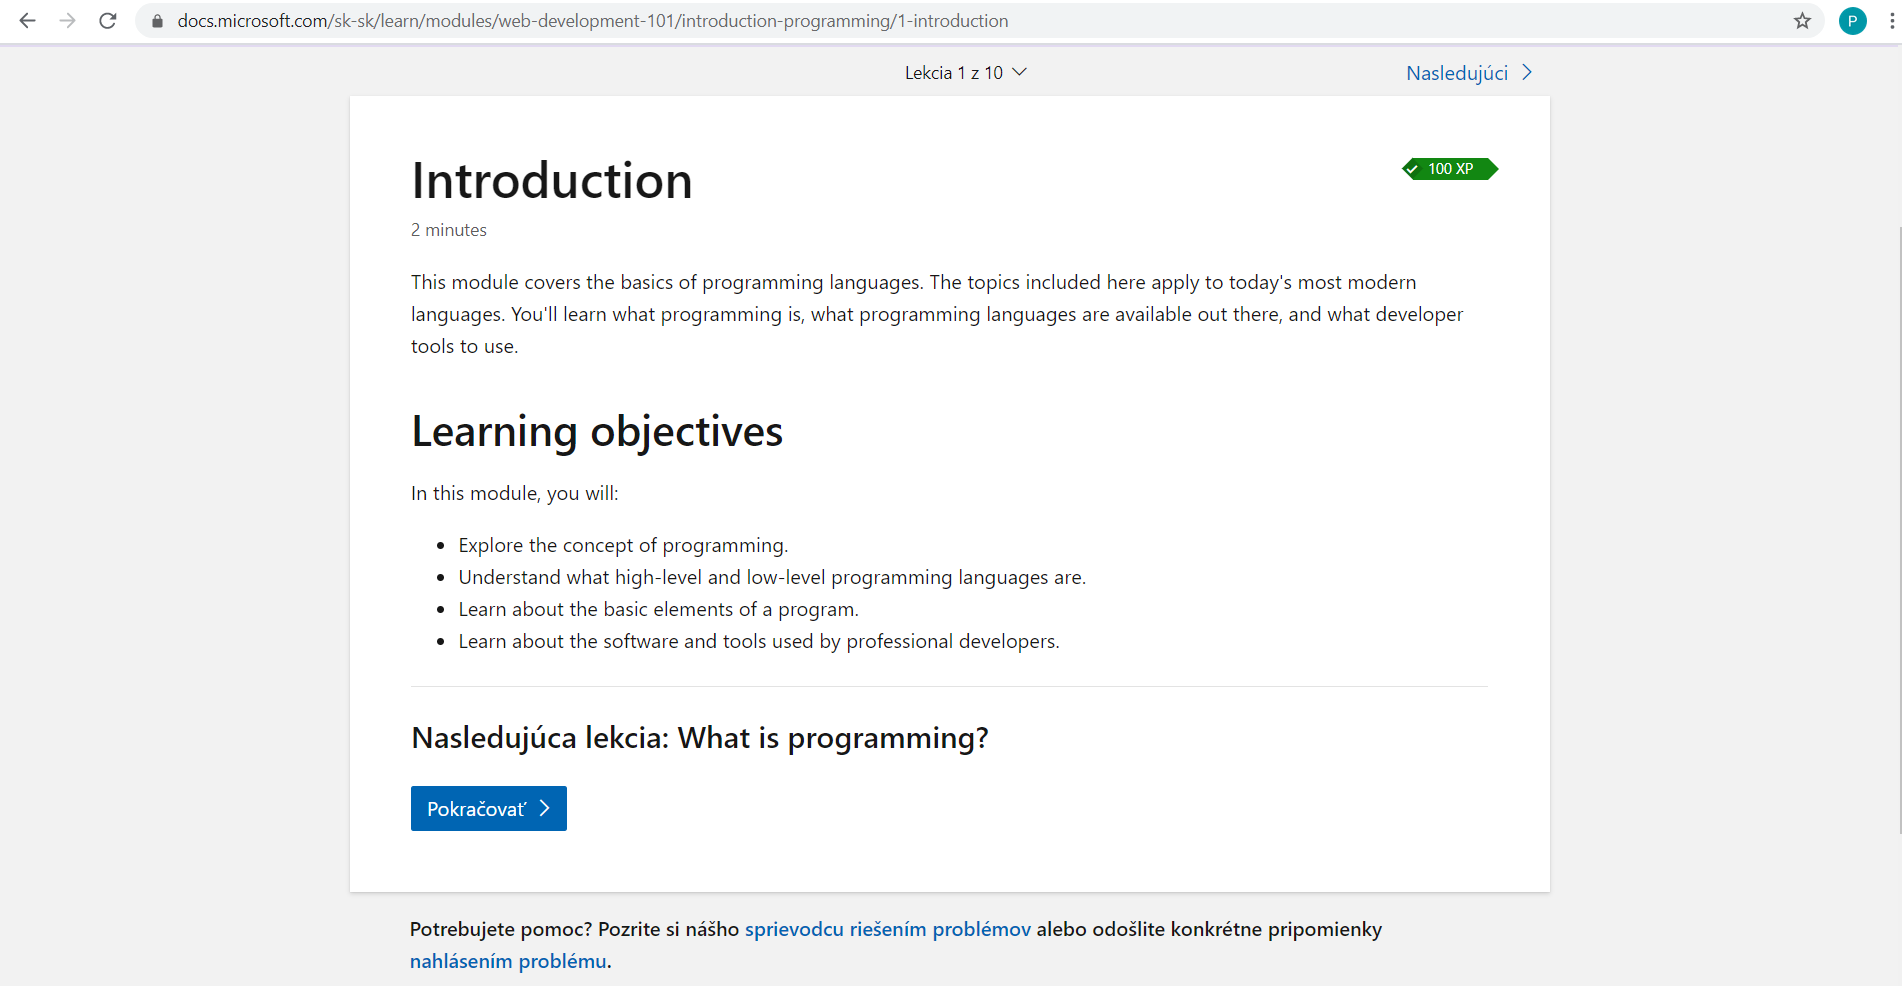 docs.microsoft.com/sk-sk/learn/modules/web-development-101/introduction-programming/1-introduction
P
Lekcia 1 z 10
Nasledujúci
Introduction
100 XP
2 minutes
This module covers the basics of programming languages. The topics included here apply to today's most modern
languages. You'll learn what programming is, what programming languages are available out there, and what developer
tools to use.
Learning objectives
In this module, you will:
• Explore the concept of programming.
• Understand what high-level and low-level programming languages are.
• Learn about the basic elements of a program.
• Learn about the software and tools used by professional developers.
Nasledujúca lekcia: What is programming?
Pokračovať
Potrebujete pomoc? Pozrite si nášho sprievodcu riešením problémov alebo odošlite konkrétne pripomienky
nahlásením problému.